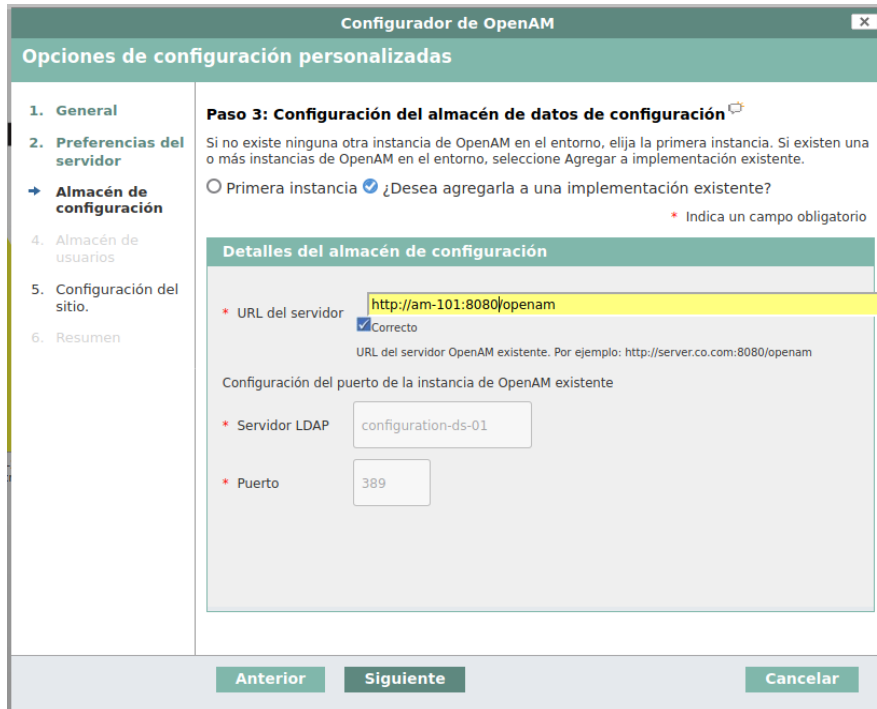 Configurador de OpenAM
Opciones de configuración personalizadas
1. General
2. Preferencias del
servidor
Almacén de
configuración
4. Almacén de
usuarios
5. Configuración del
sitio.
6. Resumen
Paso 3: Configuración del almacén de datos de configuración
Si no existe ninguna otra instancia de OpenAM en el entorno, elija la primera instancia. Si existen una
o más instancias de OpenAM en el entorno, seleccione Agregar a implementación existente.
Primera instancia ¿Desea agregarla a una implementación existente?
* Indica un campo obligatorio
Detalles del almacén de configuración
* URL del servidor http://am-101:8080/openam
Correcto
URL del servidor OpenAM existente. Por ejemplo: http://server.co.com:8080/openam
Configuración del puerto de la instancia de OpenAM existente
* Servidor LDAP configuration-ds-01
* Puerto 389
Anterior Siguiente Cancelar